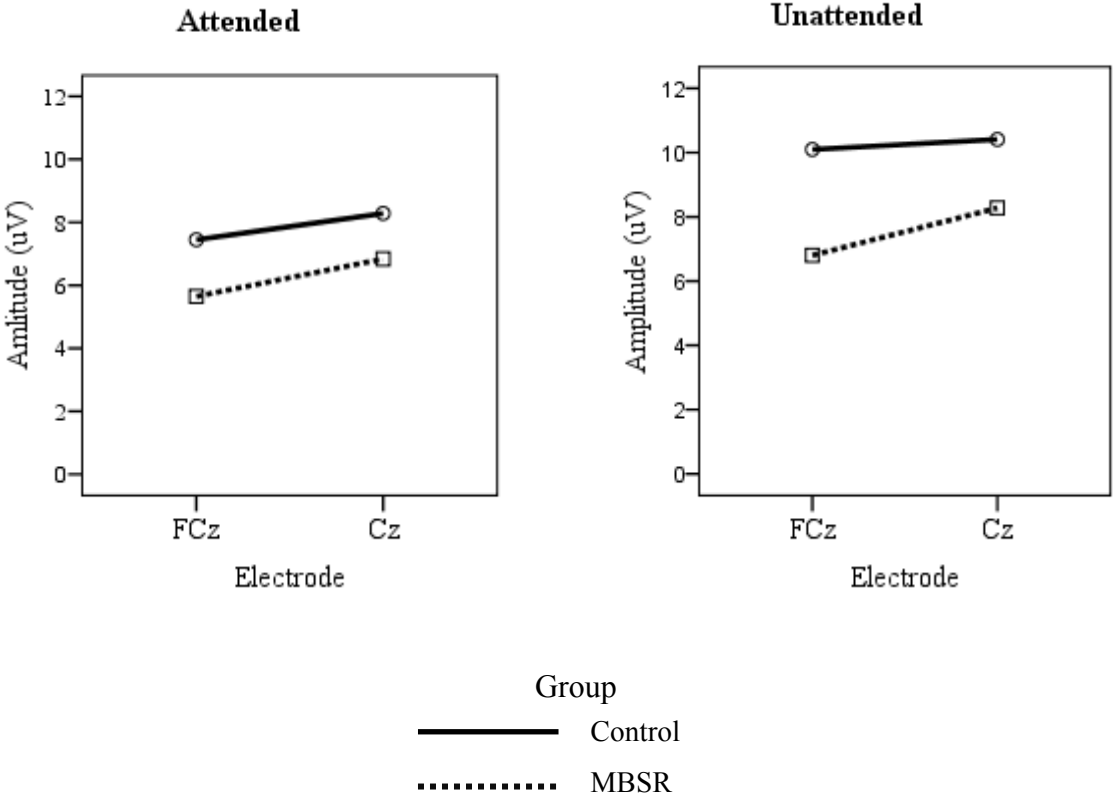 Attended
Unattended
Amlitude (uV)
12
10
8
6
4
2
0
FCz
Cz
Electrode
Amplitude (uV)
12
10
8
6
4
2
0
FCz
Cz
Electrode
Group
Control
MBSR